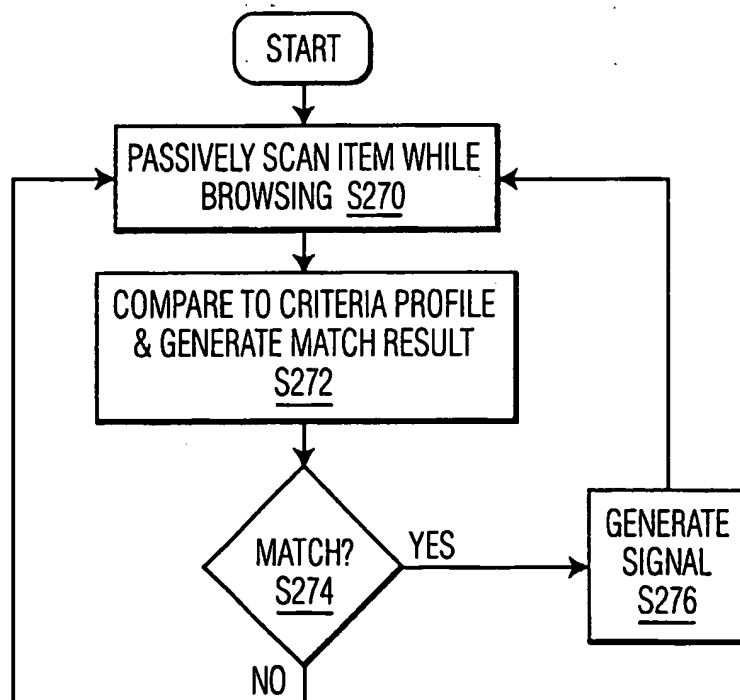 START
PASSIVELY SCAN ITEM WHILE
BROWSING S270
COMPARE TO CRITERIA PROFILE
& GENERATE MATCH RESULT
S272
MATCH?
S274
YES
GENERATE
SIGNAL
S276
NO